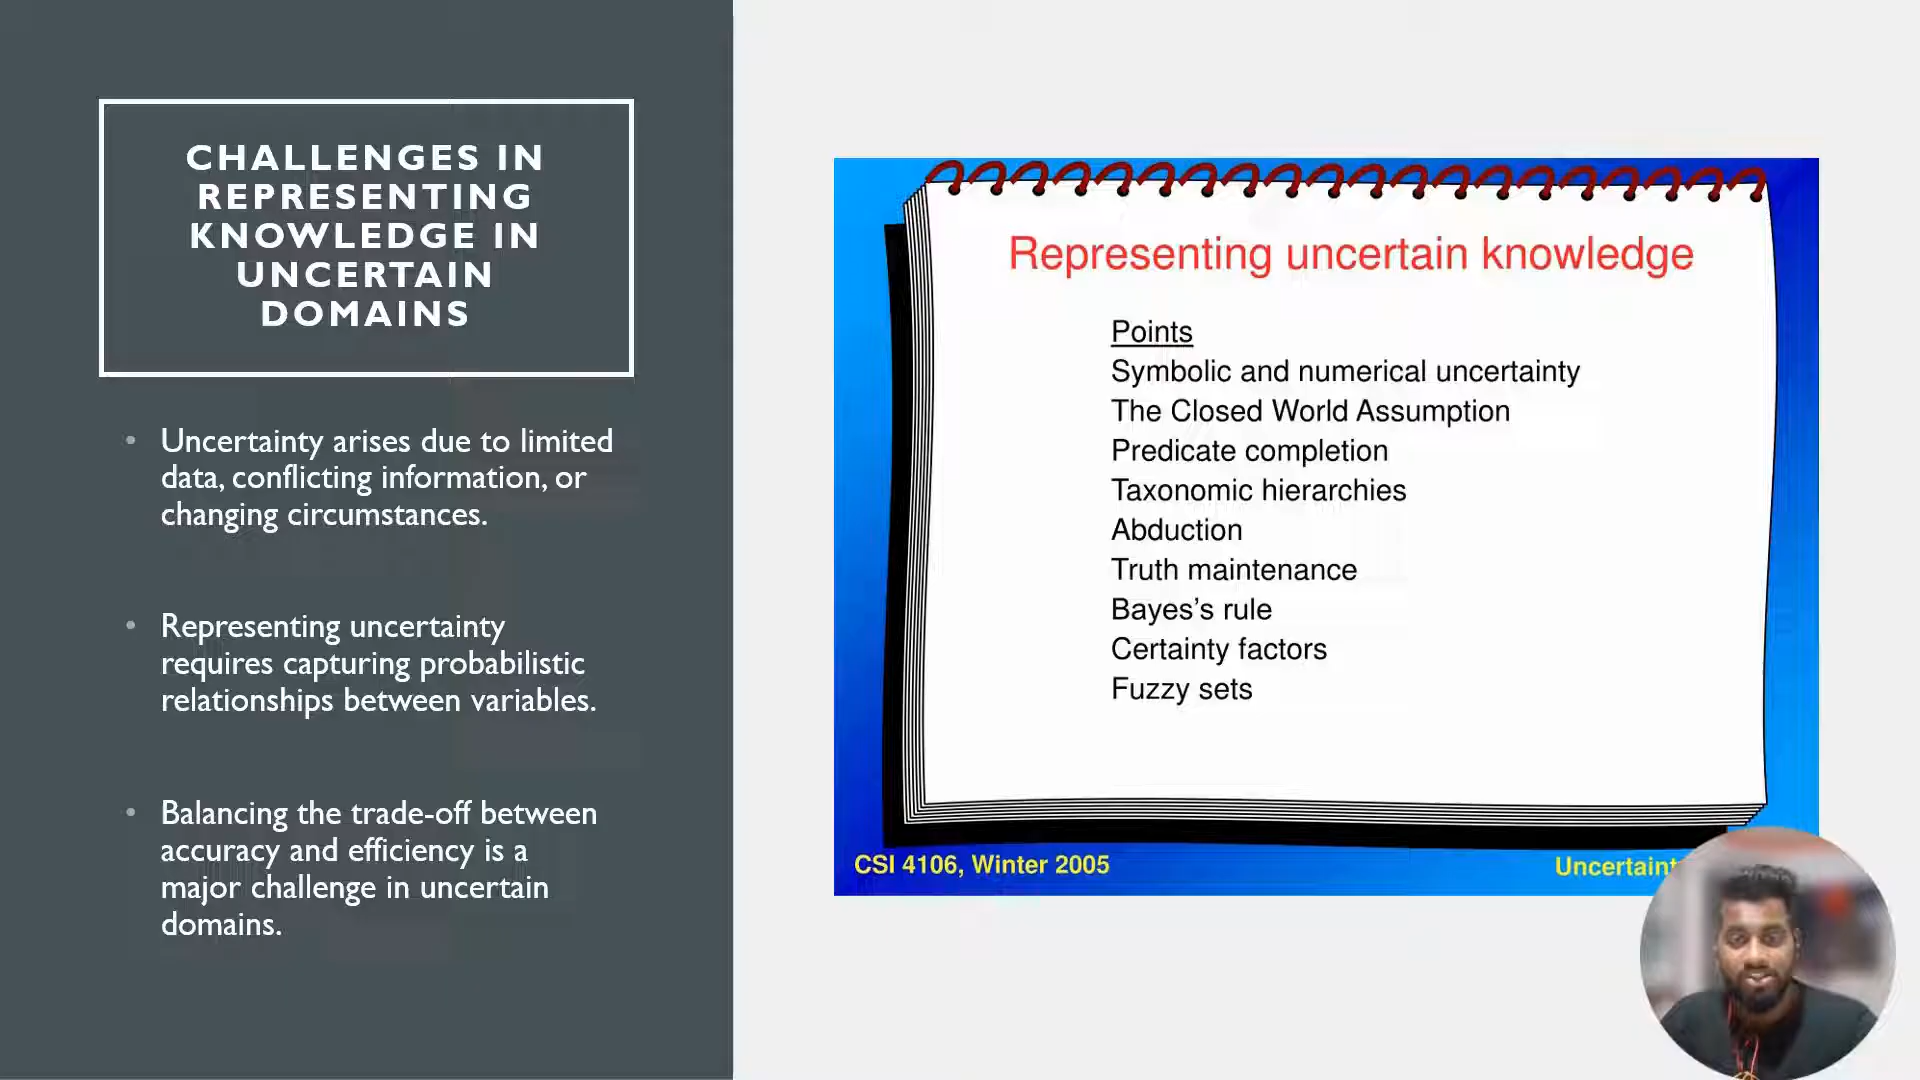 CHALLENGES IN
REPRESENTING
KNOWLEDGE IN
UNCERTAIN
DOMAINS
• Uncertainty arises due to limited
data, conflicting information, or
changing circumstances.
• Representing uncertainty
requires capturing probabilistic
relationships between variables.
• Balancing the trade-off between
accuracy and efficiency is a
major challenge in uncertain
domains.
Representing uncertain knowledge
Points
Symbolic and numerical uncertainty
The Closed World Assumption
Predicate completion
Taxonomic hierarchies
Abduction
Truth maintenance
Bayes’s rule
Certainty factors
Fuzzy sets
CSI 4106, Winter 2005